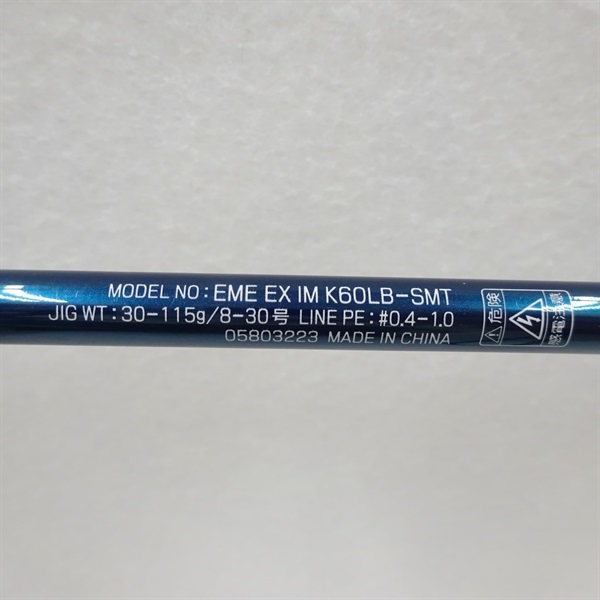 MODEL NO : EME EX IM K60LB-SMT
JIG WT : 30-115g/8-30号 LINE PE : #0.4-1.0
05803223 MADE IN CHINA
危険
感電注意